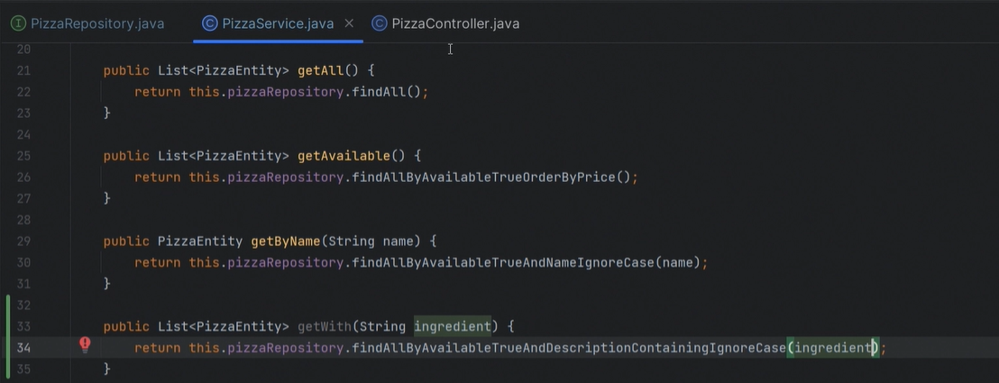 PizzaRepository.java PizzaService.java PizzaController.java
20
21 public List<PizzaEntity> getAll() {
22 return this.pizzaRepository.findAll();
23 }
24
25 public List<PizzaEntity> getAvailable() {
26 return this.pizzaRepository.findAllByAvailableTrueOrderByPrice();
27 }
28
29 public PizzaEntity getByName(String name) {
30 return this.pizzaRepository.findAllByAvailableTrueAndNameIgnoreCase(name);
31 }
32
33 public List<PizzaEntity> getWith(String ingredient) {
34 return this.pizzaRepository.findAllByAvailableTrueAndDescriptionContainingIgnoreCase(ingredient);
35 }